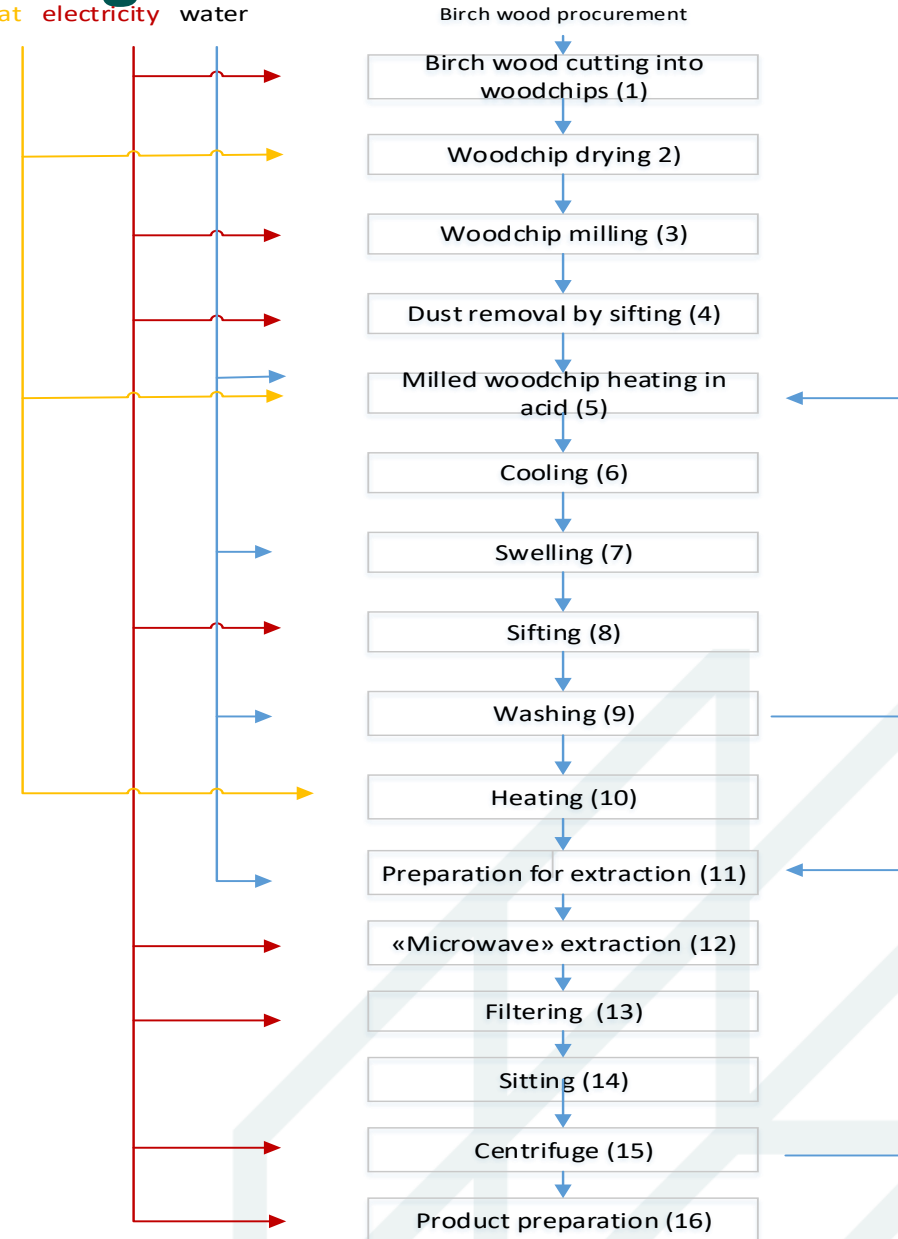 at electricity water
Birch wood procurement
Birch wood cutting into
woodchips (1)
Woodchip drying 2)
Woodchip milling (3)
Dust removal by sifting (4)
Milled woodchip heating in
acid (5)
Cooling (6)
Swelling (7)
Sifting (8)
Washing (9)
Heating (10)
Preparation for extraction (11)
«Microwave» extraction (12)
Filtering (13)
Sitting (14)
Centrifuge (15)
Product preparation (16)